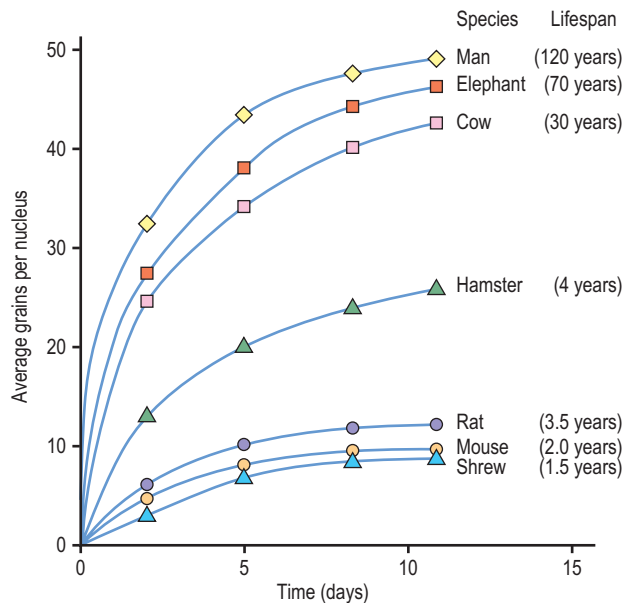 Species Lifespan
50
Man (120 years)
Elephant (70 years)
40
Cow (30 years)
30
Hamster (4 years)
20
Rat (3.5 years)
10
Mouse (2.0 years)
Shrew (1.5 years)
0
0 5 10 15
Time (days)
Average grains per nucleus